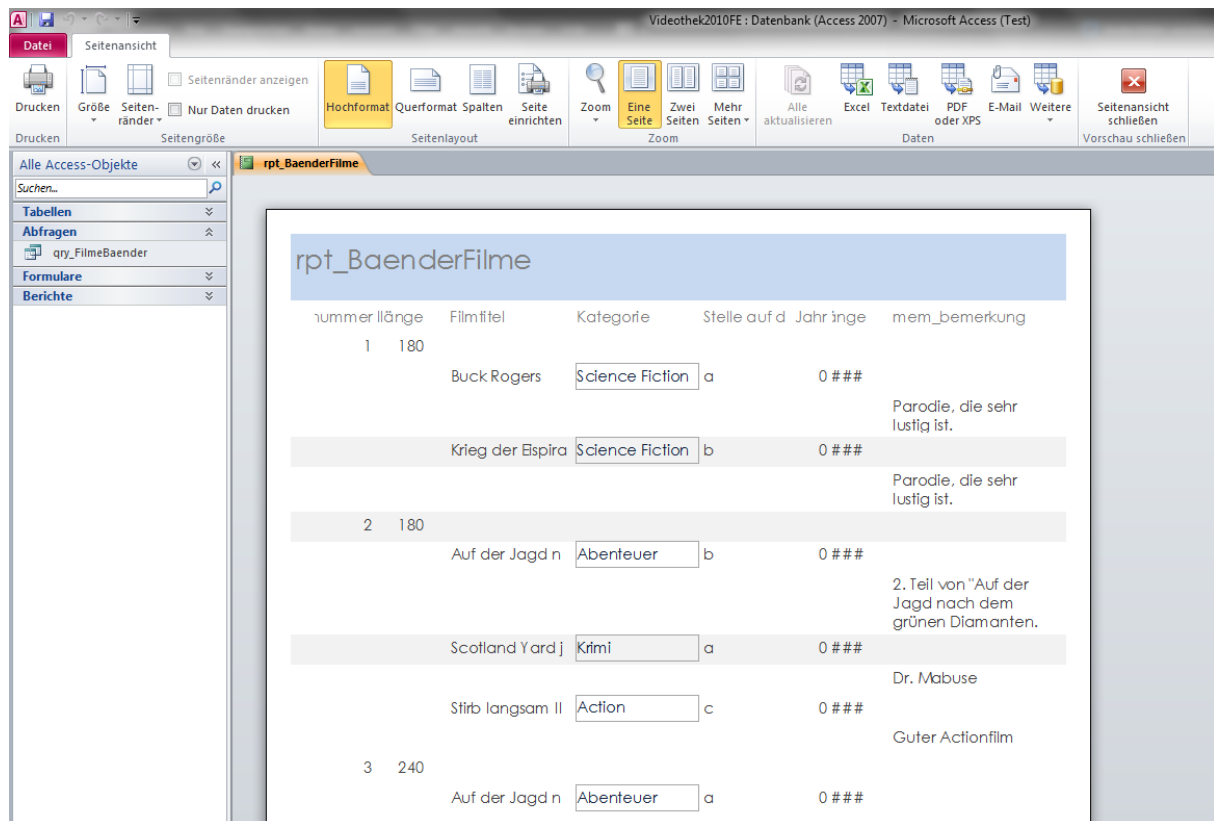 Videothek2010FE : Datenbank (Access 2007) - Microsoft Access (Test)
Datei Seitenansicht
Drucken
Größe
Seiten-
ränder
Seitenränder anzeigen
Nur Daten drucken
Hochformat Querformat Spalten Seite
einrichten
Zoom Eine
Seite
Zwei
Seiten
Mehr
Seiten
Alle
aktualisieren
Excel Textdatei PDF
oder XPS
E-Mail Weitere
Seitenansicht
schließen
Drucken Seitengröße Seitenlayout Zoom Daten Vorschau schließen
Alle Access-Objekte
Suchen...
Tabellen
Abfragen
qry_FilmeBaender
Formulare
Berichte
rpt_BaenderFilme
rpt_BaenderFilme
nummer llänge Filmtitel Kategorie Stelle auf d Jahr änge mem_bemerkung
1 180
Buck Rogers Science Fiction a 0 ###
Parodie, die sehr
lustig ist.
Krieg der Eispira Science Fiction b 0 ###
Parodie, die sehr
lustig ist.
2 180
Auf der Jagd n Abenteuer b 0 ###
2. Teil von "Auf der
Jagd nach dem
grünen Diamanten.
Scotland Yard j Krimi a 0 ###
Dr. Mabuse
Stirb langsam II Action c 0 ###
Guter Actionfilm
3 240
Auf der Jagd n Abenteuer a 0 ###